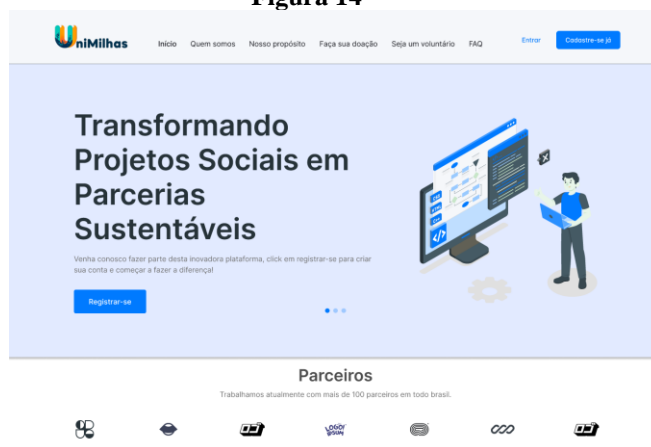 Figura 14
UniMilhas
Início Quem somos Nosso propósito Faça sua doação Seja um voluntário FAQ Entrar Cadastre-se já
Transformando
Projetos Sociais em
Parcerias
Sustentáveis
Venha conosco fazer parte desta inovadora plataforma, click em registrar-se para criar
sua conta e começar a fazer a diferença!
Registrar-se
Parceiros
Trabalhamos atualmente com mais de 100 parceiros em todo brasil.
LOGO
IPSUM